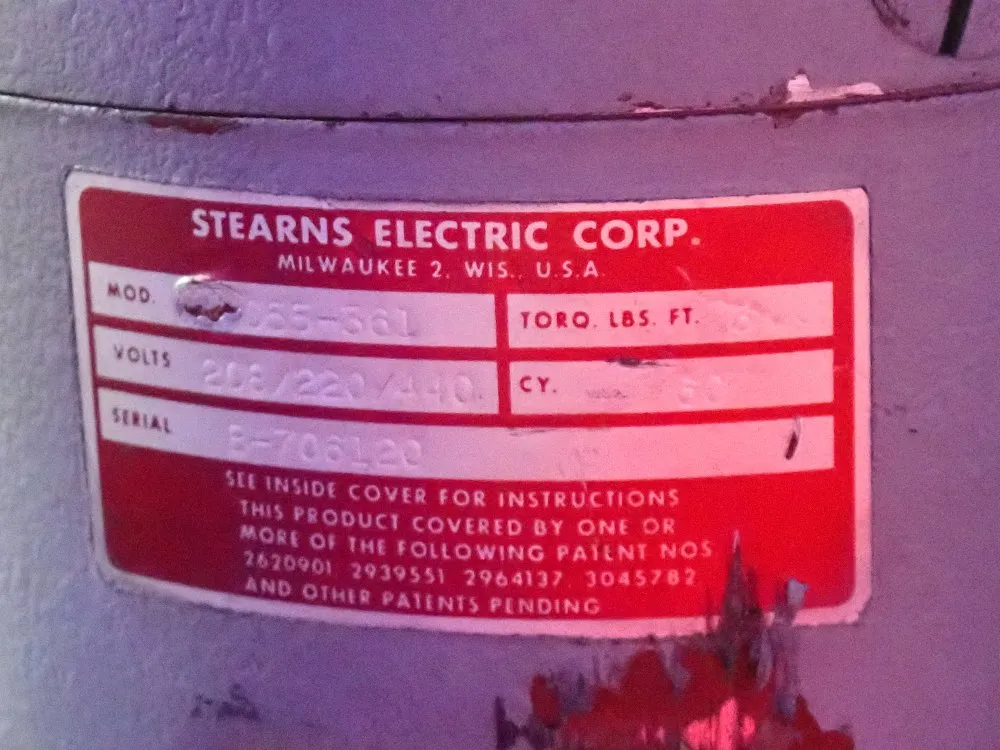 STEARNS ELECTRIC CORP.
MILWAUKEE 2, WIS., U.S.A.
MOD. TORQ. LBS. FT.
VOLTS 208/220/440 CY. 60
SERIAL B-706120
SEE INSIDE COVER FOR INSTRUCTIONS
THIS PRODUCT COVERED BY ONE OR
MORE OF THE FOLLOWING PATENT NOS
2620901 2939551 2964137 3045782
AND OTHER PATENTS PENDING